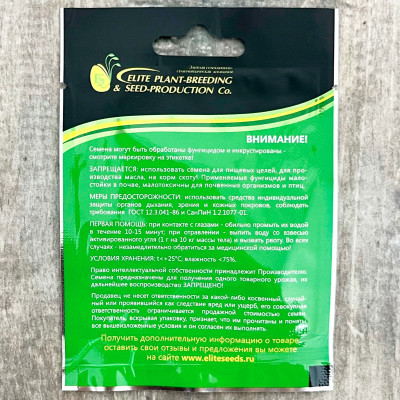 Элитная семеноводческая
селекционная компания
ELITE PLANT-BREEDING
& SEED-PRODUCTION Co.
ВНИМАНИЕ!
Семена могут быть обработаны фунгицидом и инкрустированы -
смотрите маркировку на этикетке!
ЗАПРЕЩАЕТСЯ: использовать семена для пищевых целей, для про-
изводства масла, на корм скоту! Применяемые фунгициды мало-
стойки в почве, малотоксичны для почвенных организмов и птиц.
МЕРЫ ПРЕДОСТОРОЖНОСТИ: использовать средства индивидуальной
защиты органов дыхания, зрения и кожных покровов, соблюдать
требования ГОСТ 12.3.041-86 и СанПиН 1.2.1077-01.
ПЕРВАЯ ПОМОЩЬ: при контакте с глазами - обильно промыть их водой
в течение 10-15 минут; при отравлении - выпить воду со взвесью
активированного угля (1 г на 10 кг массы тела) и вызвать рвоту. Во всех
случаях - незамедлительно обратиться за медицинской помощью!
УСЛОВИЯ ХРАНЕНИЯ: t<+25°C; влажность <75%.
Право интеллектуальной собственности принадлежит Производителю.
Семена предназначены для получения одного товарного урожая, их
дальнейшее воспроизводство ЗАПРЕЩЕНО!
Продавец не несет ответственности за какой-либо косвенный, случай-
ный или проявившийся как следствие вред или ущерб, его совокупная
ответственность ограничивается продажной стоимостью семян.
Покупатель, вскрывая упаковку, признает, что им прочитаны и поняты
все вышеизложенные условия и он согласен их выполнять.
Получить дополнительную информацию о товаре,
оставить свои отзывы и предложения вы можете
на сайте www.eliteseeds.ru